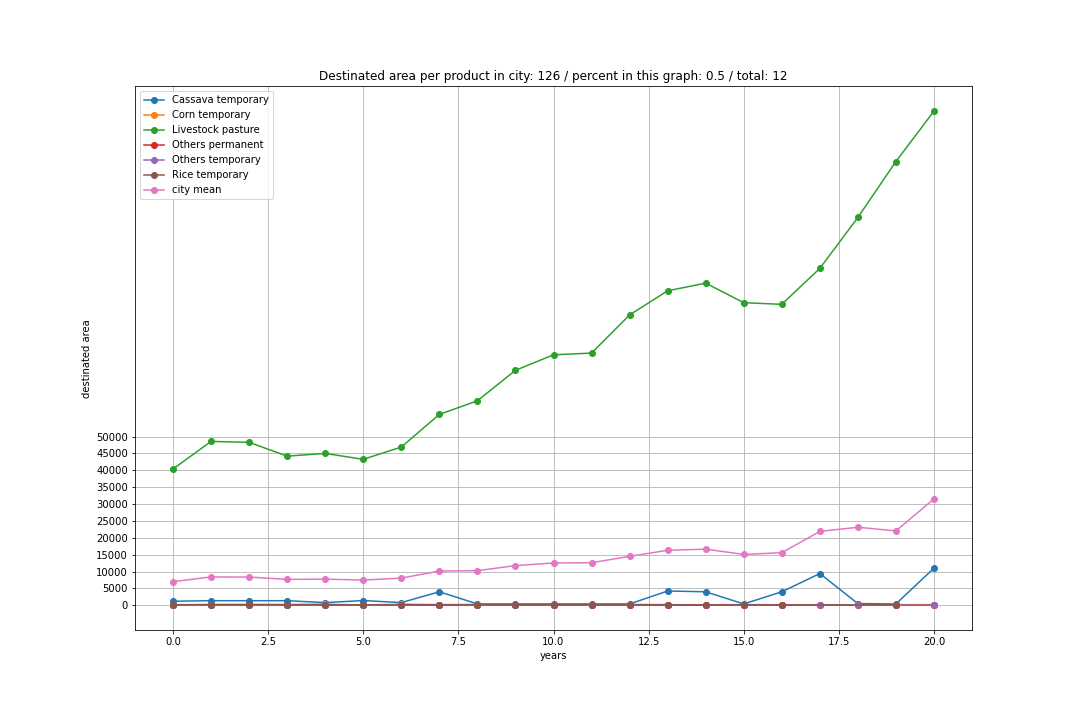 Destinated area per product in city: 126 / percent in this graph: 0.5 / total: 12
Cassava temporary
Corn temporary
Livestock pasture
Others permanent
Others temporary
Rice temporary
city mean
destinated area
50000
45000
40000
35000
30000
25000
20000
15000
10000
5000
0
0.0 2.5 5.0 7.5 10.0 12.5 15.0 17.5 20.0
years